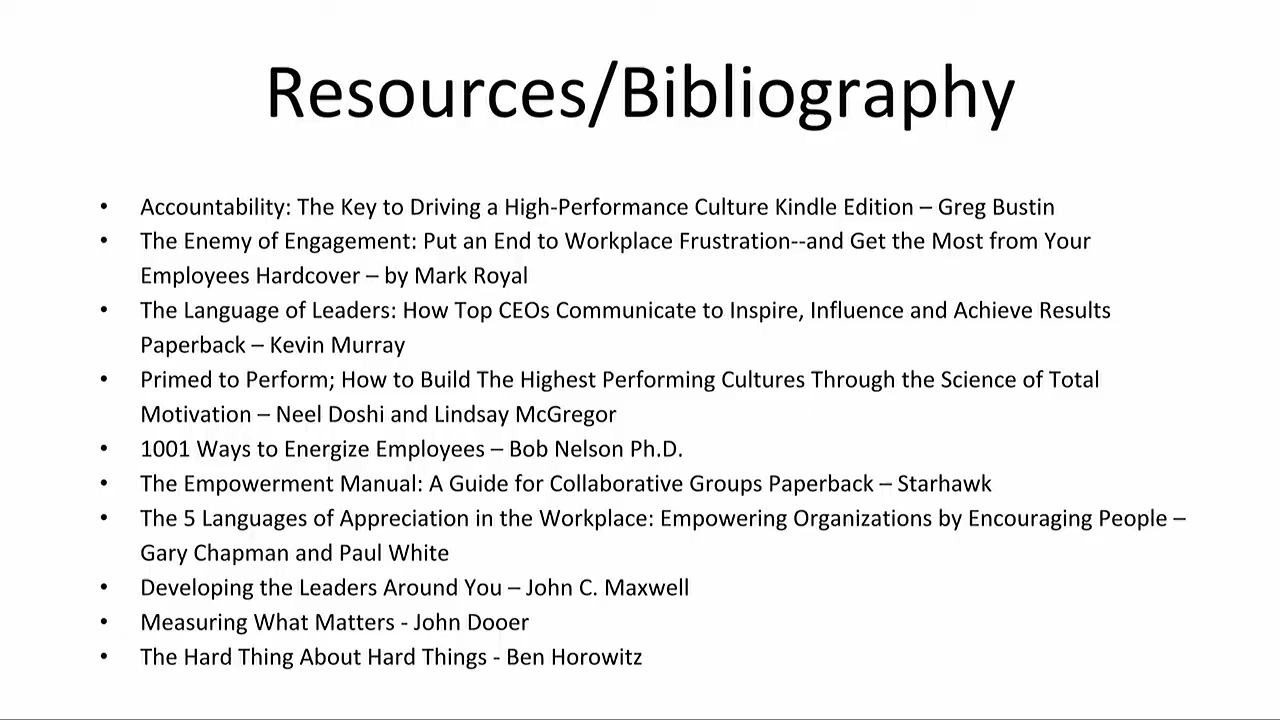 Resources/Bibliography
• Accountability: The Key to Driving a High-Performance Culture Kindle Edition – Greg Bustin
• The Enemy of Engagement: Put an End to Workplace Frustration--and Get the Most from Your
Employees Hardcover – by Mark Royal
• The Language of Leaders: How Top CEOs Communicate to Inspire, Influence and Achieve Results
Paperback – Kevin Murray
• Primed to Perform; How to Build The Highest Performing Cultures Through the Science of Total
Motivation – Neel Doshi and Lindsay McGregor
• 1001 Ways to Energize Employees – Bob Nelson Ph.D.
• The Empowerment Manual: A Guide for Collaborative Groups Paperback – Starhawk
• The 5 Languages of Appreciation in the Workplace: Empowering Organizations by Encouraging People –
Gary Chapman and Paul White
• Developing the Leaders Around You – John C. Maxwell
• Measuring What Matters - John Dooer
• The Hard Thing About Hard Things - Ben Horowitz